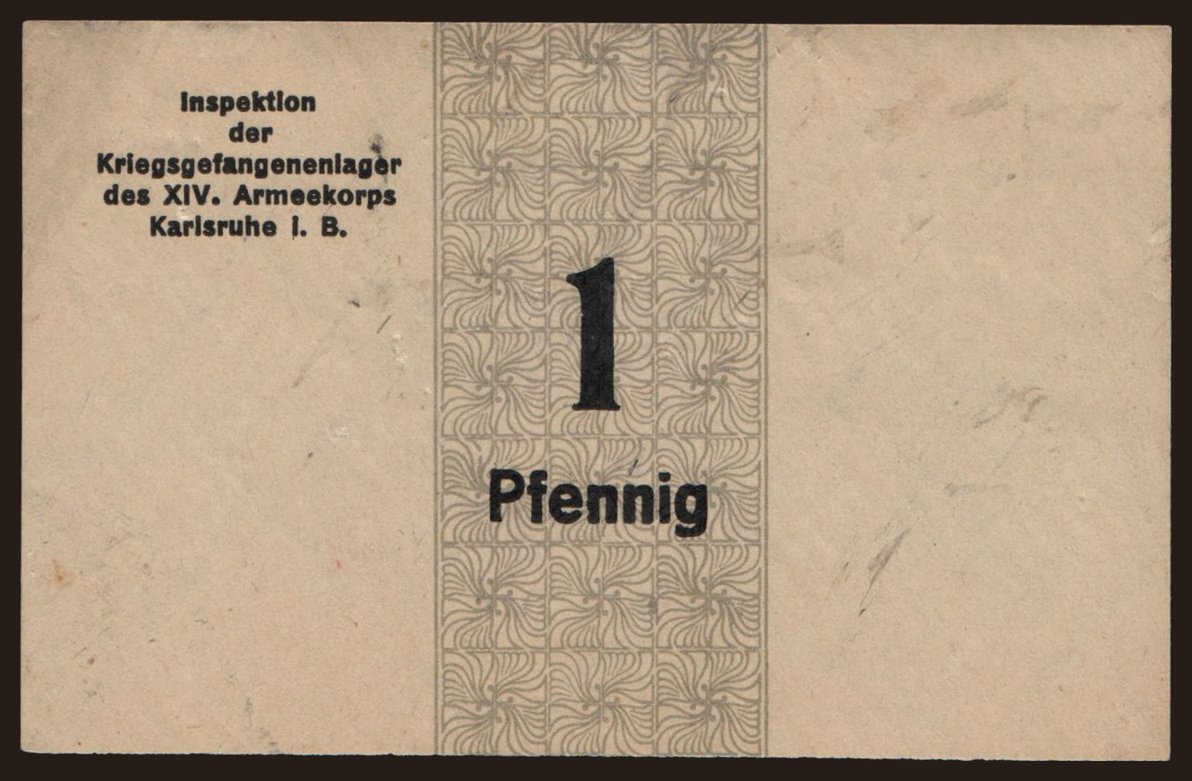 Inspektion
der
Kriegsgefangenenlager
des XIV. Armeekorps
Karlsruhe i. B.
1
Pfennig